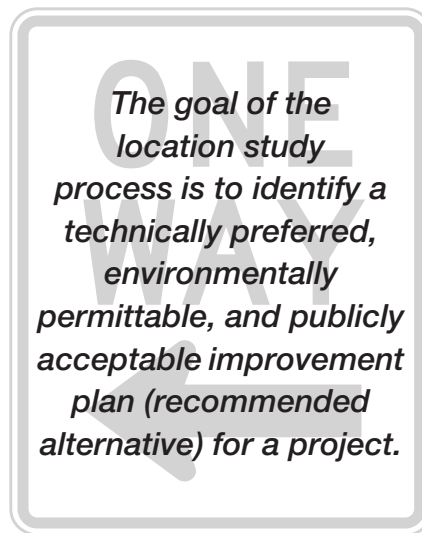 ONE
WAY
The goal of the
location study
process is to identify a
technically preferred,
environmentally
permittable, and publicly
acceptable improvement
plan (recommended
alternative) for a project.